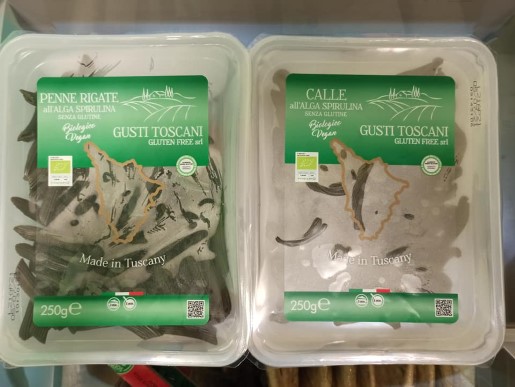 PENNE RIGATE
all'ALGA SPIRULINA
SENZA GLUTINE
Biologico
Vegan
GUSTI TOSCANI
GLUTEN FREE srl
Made in Tuscany
250g e
CALLE
all'ALGA SPIRULINA
SENZA GLUTINE
Biologico
Vegan
GUSTI TOSCANI
GLUTEN FREE srl
Made in Tuscany
250g e